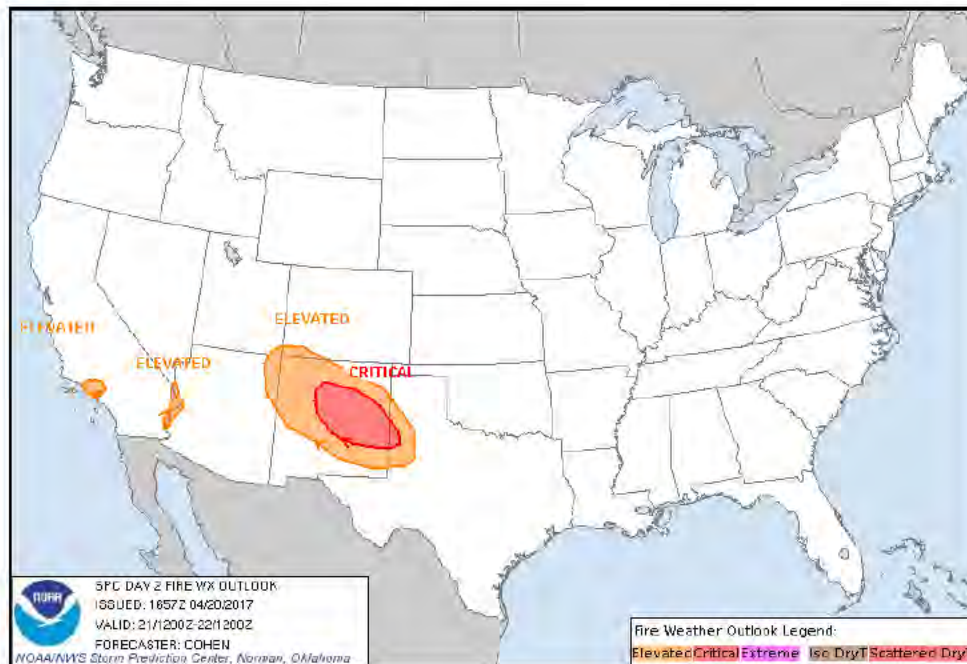 ELEVATED
ELEVATED
ELEVATED
CRITICAL
NOAA
SPC DAY 2 FIRE WX OUTLOOK
ISSUED: 1657Z 04/20/2017
VALID: 21/1200Z-22/1200Z
FORECASTER: COHEN
NOAA/NWS Storm Prediction Center, Norman, Oklahoma
Fire Weather Outlook Legend:
Elevated Critical Extreme Iso DryT Scattered Dry